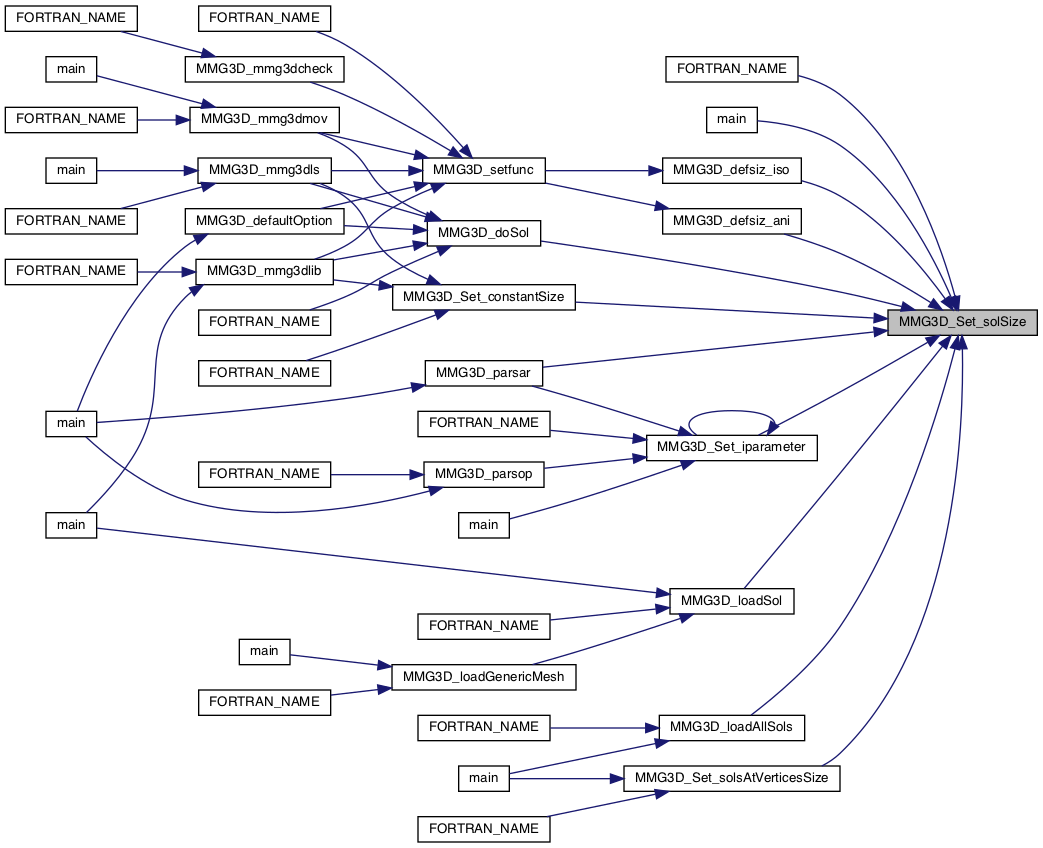 FORTRAN_NAME
FORTRAN_NAME
main
MMG3D_mmg3dcheck
FORTRAN_NAME
main
FORTRAN_NAME
MMG3D_mmg3dmov
main
MMG3D_mmg3dls
MMG3D_setfunc
MMG3D_defsiz_iso
FORTRAN_NAME
MMG3D_defaultOption
MMG3D_doSol
MMG3D_defsiz_ani
FORTRAN_NAME
MMG3D_mmg3dlib
MMG3D_Set_constantSize
FORTRAN_NAME
MMG3D_Set_solSize
FORTRAN_NAME
MMG3D_parsar
main
FORTRAN_NAME
MMG3D_Set_iparameter
FORTRAN_NAME
MMG3D_parsop
main
main
MMG3D_loadSol
FORTRAN_NAME
main
MMG3D_loadGenericMesh
FORTRAN_NAME
FORTRAN_NAME
MMG3D_loadAllSols
main
MMG3D_Set_solsAtVerticesSize
FORTRAN_NAME